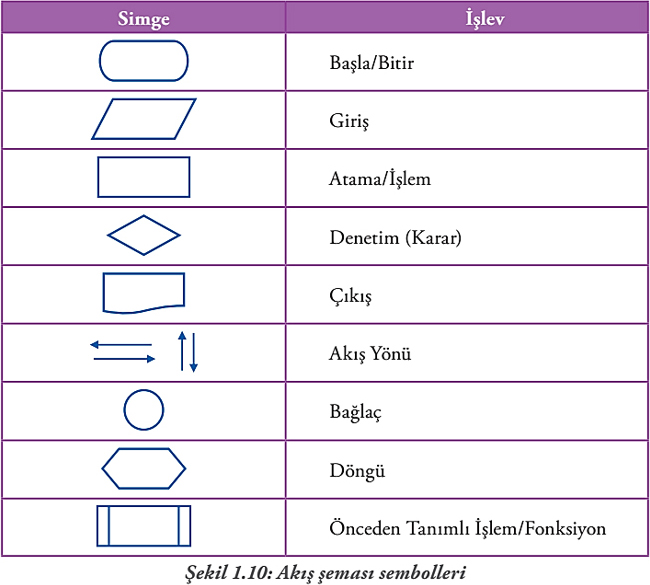 Simge İşlev
Başla/Bitir
Giriş
Atama/İşlem
Denetim (Karar)
Çıkış
Akış Yönü
Bağlaç
Döngü
Önceden Tanımlı İşlem/Fonksiyon
Şekil 1.10: Akış şeması sembolleri